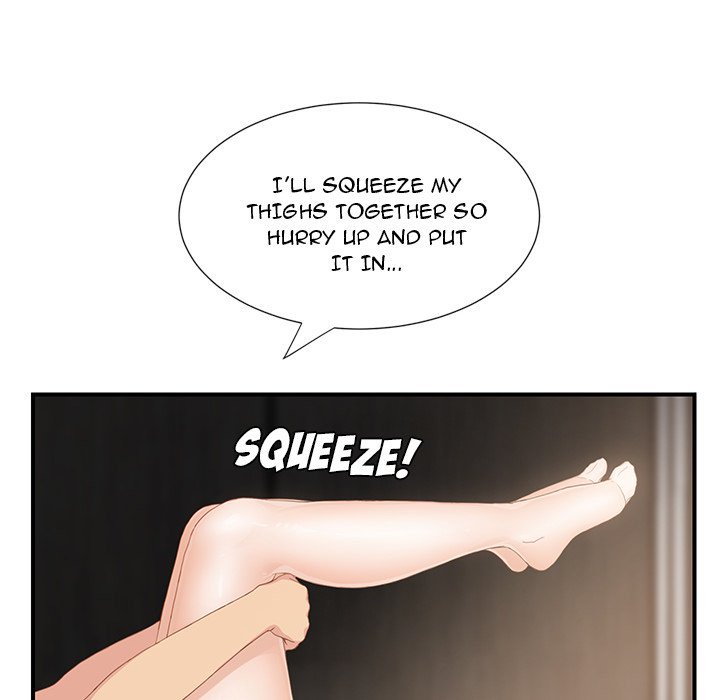 I'LL SQUEEZE MY
THIGHS TOGETHER SO
HURRY UP AND PUT
IT IN...
SQUEEZE!